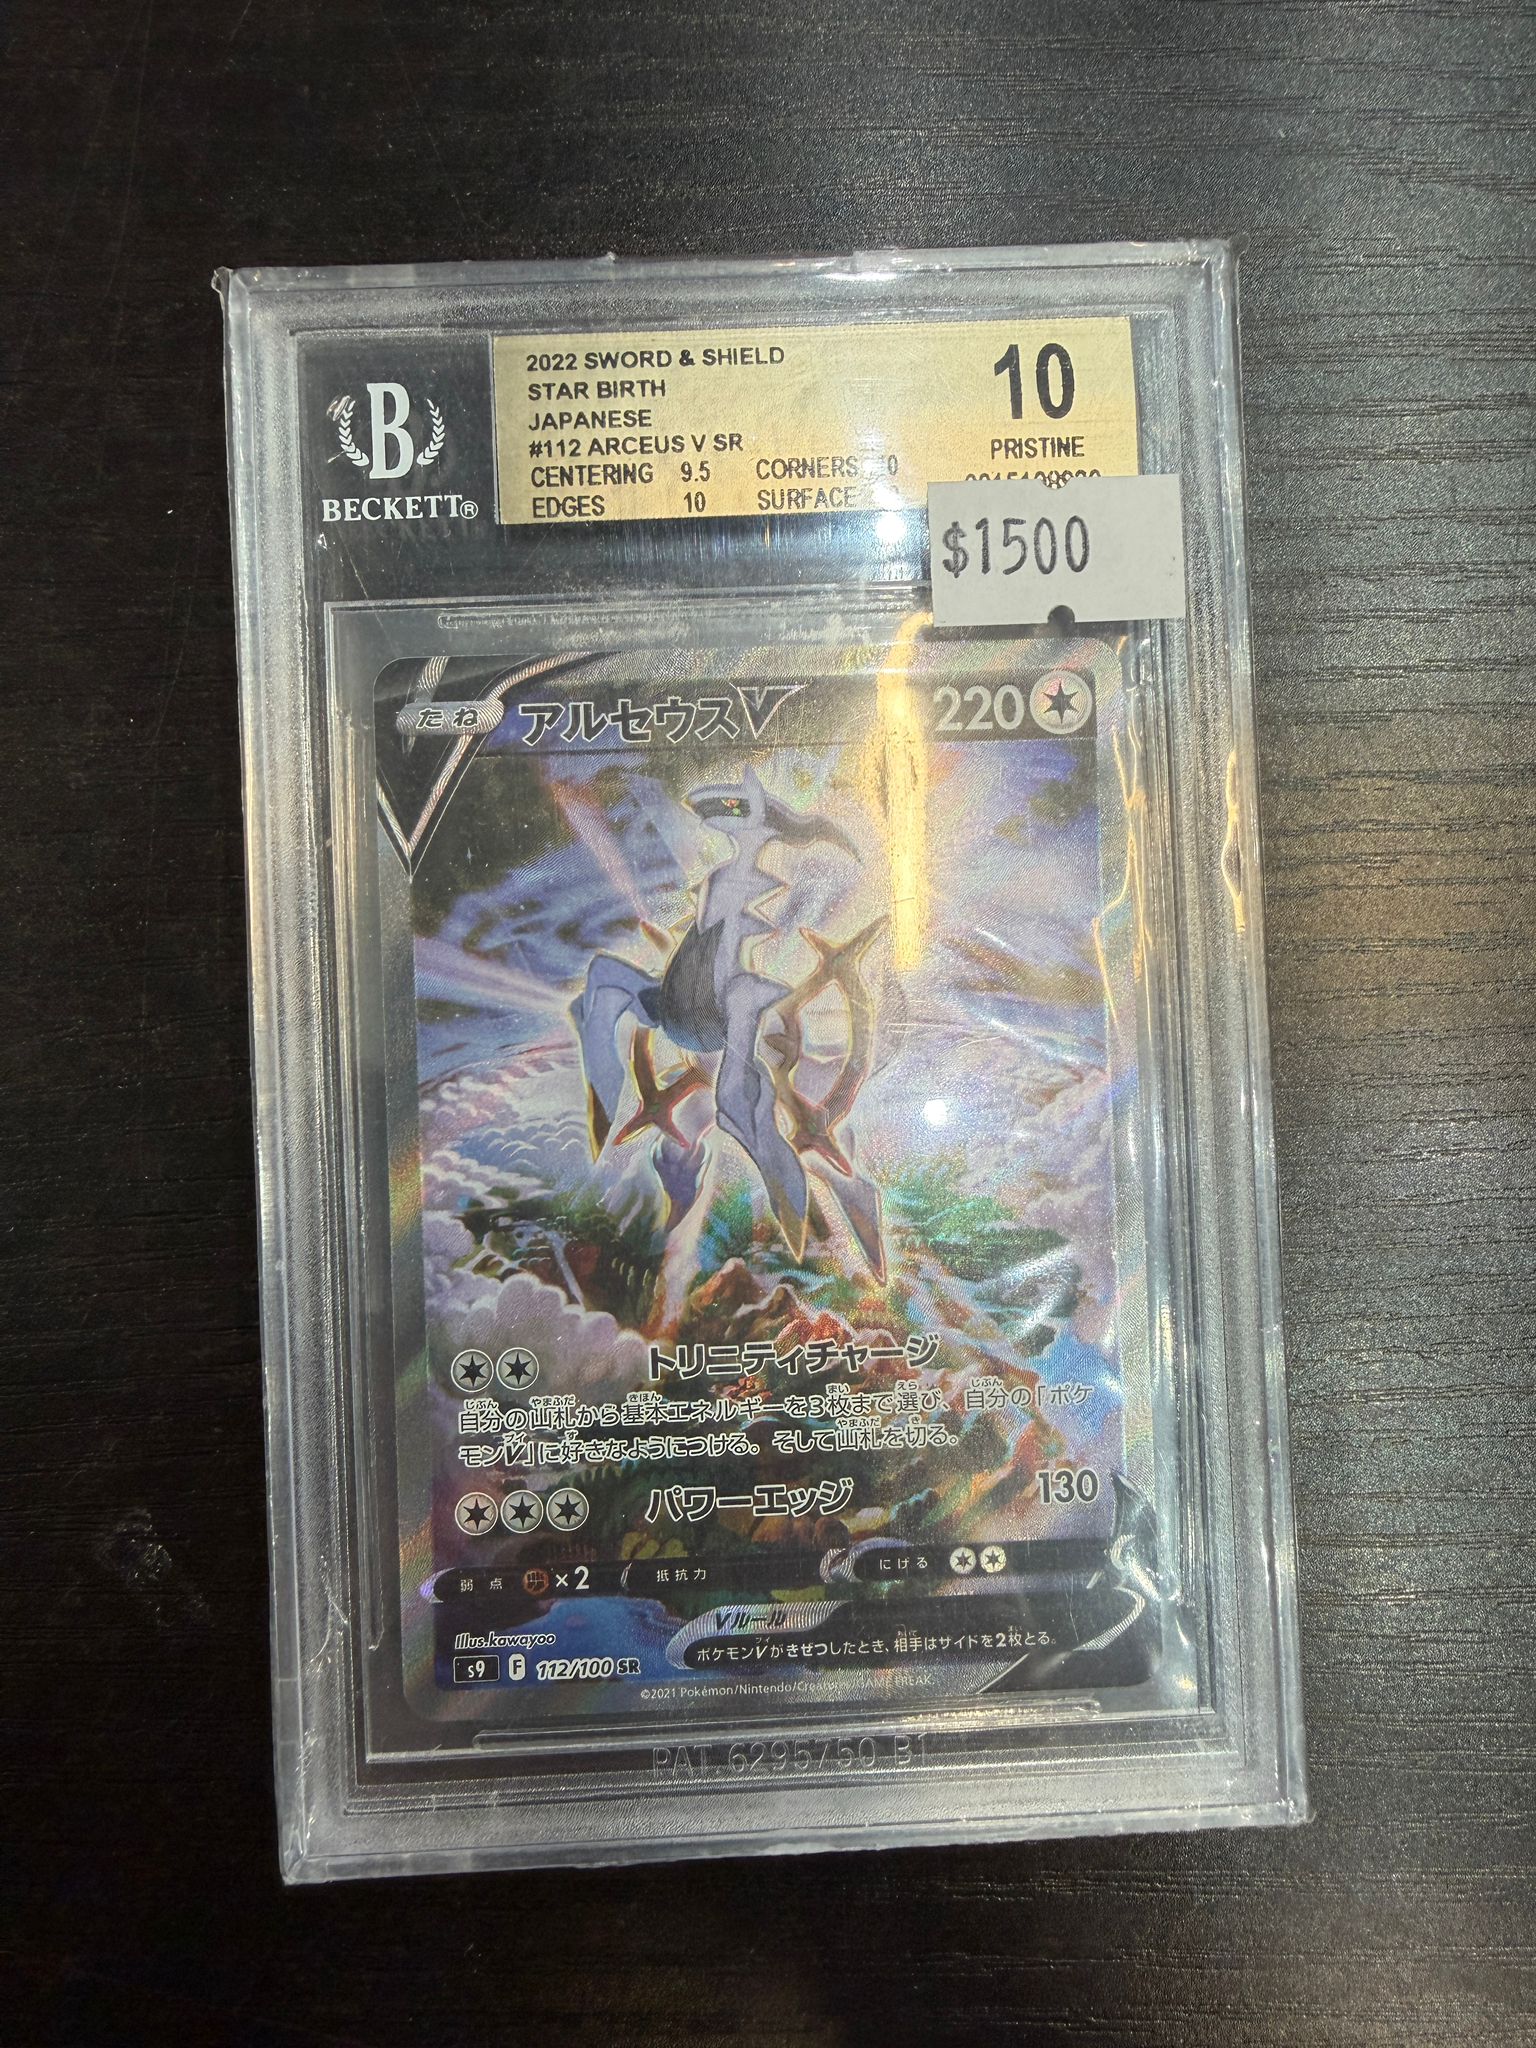 B
BECKETT®
2022 SWORD & SHIELD
STAR BIRTH
JAPANESE
#112 ARCEUS V SR
CENTERING 9.5 CORNERS
EDGES 10 SURFACE
10
PRISTINE
$1500
たね アルセウスV 220
トリニティチャージ
自分の山札から基本エネルギーを3枚まで選び、自分の「ポケ
モンV」に好きなようにつける。そして山札を切る。
パワーエッジ 130
弱点 ×2 抵抗力 にげる
Vルール
ポケモンVがきぜつしたとき、相手はサイドを2枚とる。
Illus.kawayoo
s9 F 112/100 SR
©2021 Pokémon/Nintendo/Creatures/GAME FREAK.
PAT. 6295750 B1